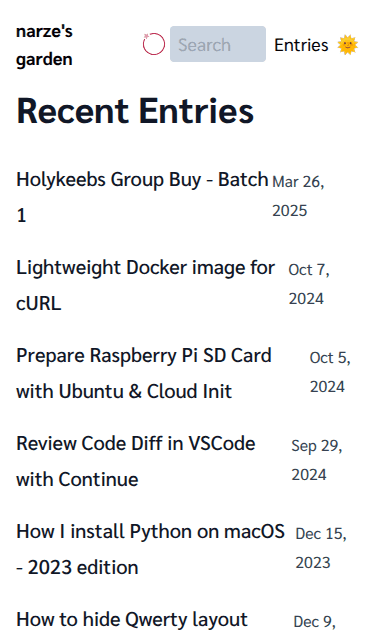 narze's
garden
Search
Entries
Recent Entries
Holykeebs Group Buy - Batch
1
Mar 26,
2025
Lightweight Docker image for
cURL
Oct 7,
2024
Prepare Raspberry Pi SD Card
with Ubuntu & Cloud Init
Oct 5,
2024
Review Code Diff in VSCode
with Continue
Sep 29,
2024
How I install Python on macOS
- 2023 edition
Dec 15,
2023
How to hide Qwerty layout
Dec 9,